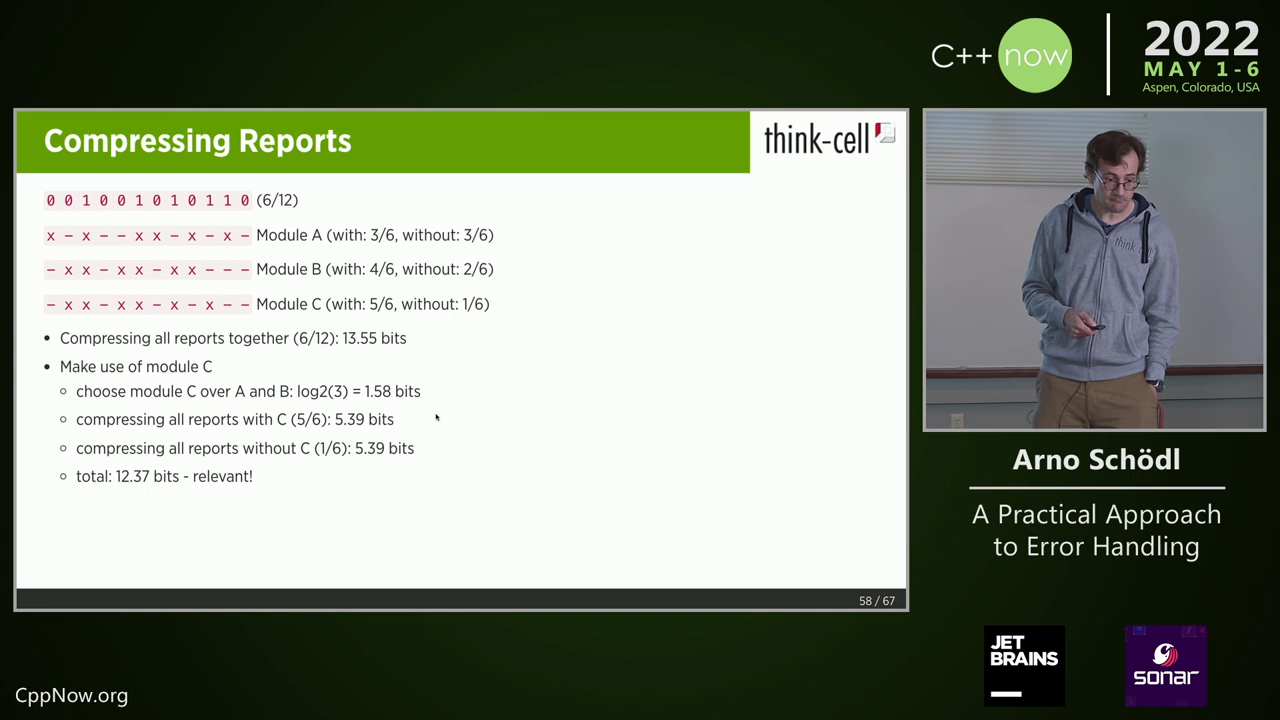 C++ now
2022
MAY 1-6
Aspen, Colorado, USA
Compressing Reports
think-cell
0 0 1 0 0 1 0 1 0 1 1 0 (6/12)
x - x - - x x - x - x - Module A (with: 3/6, without: 3/6)
- x x - x x - x x - - - Module B (with: 4/6, without: 2/6)
- x x - x x - x - x - - Module C (with: 5/6, without: 1/6)
• Compressing all reports together (6/12): 13.55 bits
• Make use of module C
◦ choose module C over A and B: log2(3) = 1.58 bits
◦ compressing all reports with C (5/6): 5.39 bits
◦ compressing all reports without C (1/6): 5.39 bits
◦ total: 12.37 bits - relevant!
58 / 67
think-cell
Arno Schödl
A Practical Approach
to Error Handling
JET
BRAINS
sonar
CppNow.org